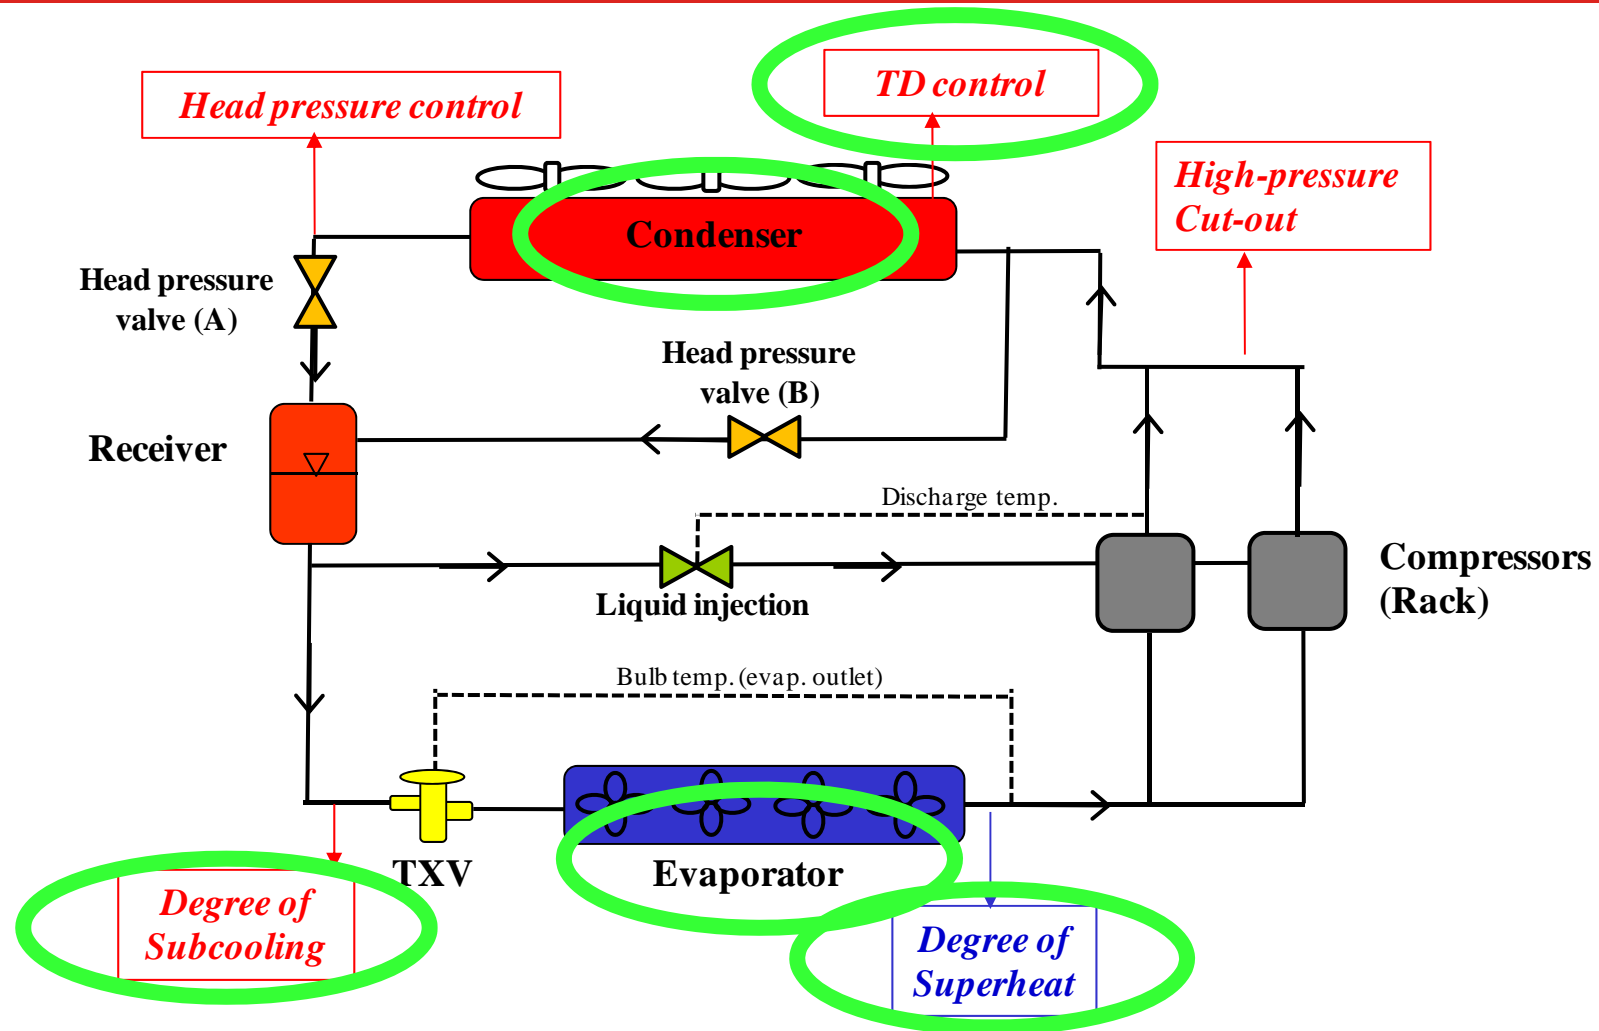 TD control
Head pressure control
High-pressure
Cut-out
Condenser
Head pressure
valve (A)
Head pressure
valve (B)
Receiver
Discharge temp.
Compressors
(Rack)
Liquid injection
Bulb temp. (evap. outlet)
TXV
Evaporator
Degree of
Subcooling
Degree of
Superheat